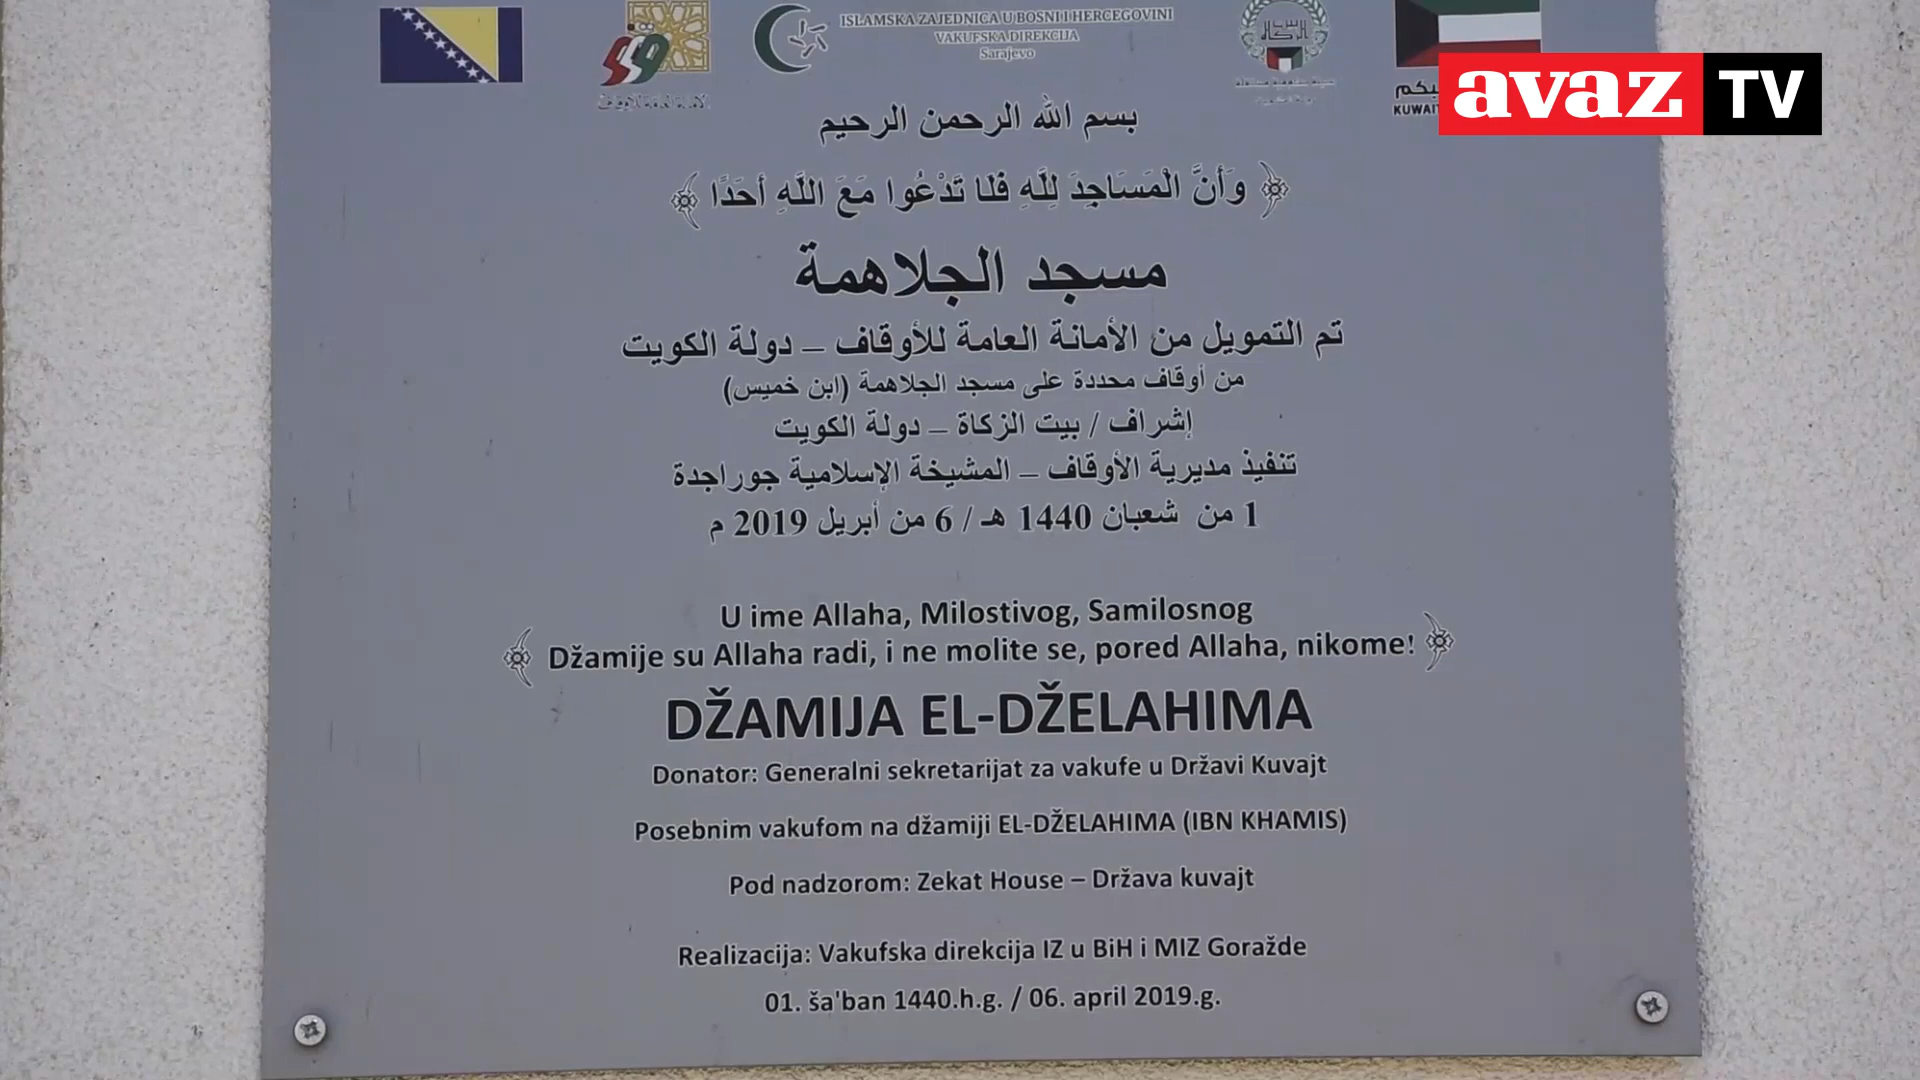 ISLAMSKA ZAJEDNICA U BOSNI I HERCEGOVINI
VAKUFSKA DIREKCIJA
Sarajevo
KUWAIT
avaz TV
بسم الله الرحمن الرحيم
وَأَنَّ الْمَسَاجِدَ لِلَّهِ فَلَا تَدْعُوا مَعَ اللَّهِ أَحَدًا
مسجد الجلاهمة
تم التمويل من الأمانة العامة للأوقاف – دولة الكويت
من أوقاف محددة على مسجد الجلاهمة (ابن خميس)
إشراف / بيت الزكاة – دولة الكويت
تنفيذ مديرية الأوقاف – المشيخة الإسلامية جوراجدة
1 من شعبان 1440 هـ / 6 من أبريل 2019 م
U ime Allaha, Milostivog, Samilosnog
Džamije su Allaha radi, i ne molite se, pored Allaha, nikome!
DŽAMIJA EL-DŽELAHIMA
Donator: Generalni sekretarijat za vakufe u Državi Kuvajt
Posebnim vakufom na džamiji EL-DŽELAHIMA (IBN KHAMIS)
Pod nadzorom: Zekat House – Država kuvajt
Realizacija: Vakufska direkcija IZ u BiH i MIZ Goražde
01. ša'ban 1440.h.g. / 06. april 2019.g.